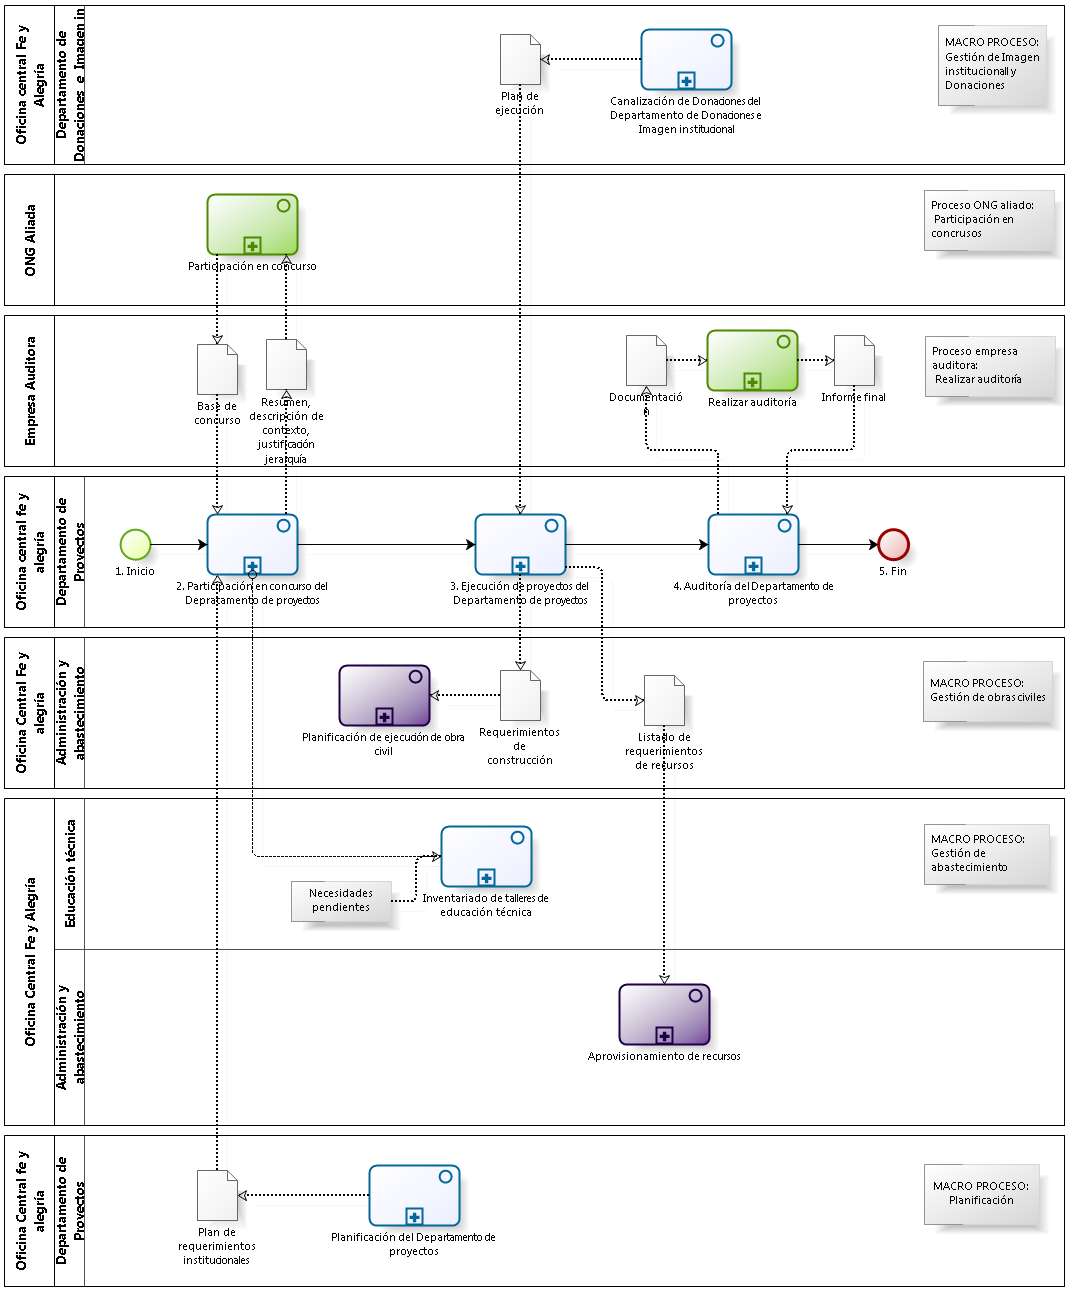 Oficina central Fe y
Alegría
Departamento de
Donaciones e Imagen in
Plan de
ejecución
Canalización de Donaciones del
Departamento de Donaciones e
Imagen institucional
MACRO PROCESO:
Gestión de Imagen
institucionall y
Donaciones
ONG Aliada
Participación en concurso
Proceso ONG aliado:
Participación en
concrusos
Empresa Auditora
Base de
concurso
Resumen,
descripción de
contexto,
justificación
jerarquía
Documentació
n
Realizar auditoría
Informe final
Proceso empresa
auditora:
Realizar auditoría
Oficina central fe y
alegría
Departamento de
Proyectos
1. Inicio
2. Participación en concurso del
Depratamento de proyectos
3. Ejecución de proyectos del
Departamento de proyectos
4. Auditoría del Departamento de
proyectos
5. Fin
Oficina Central Fe y
alegría
Administración y
abastecimiento
Planificación de ejecución de obra
civil
Requerimientos
de
construcción
Listado de
requerimientos
de recursos
MACRO PROCESO:
Gestión de obras civiles
Oficina Central Fe y Alegría
Educación técnica
Necesidades
pendientes
Inventariado de talleres de
educación técnica
MACRO PROCESO:
Gestión de
abastecimiento
Administración y
abastecimiento
Aprovisionamiento de recursos
Oficina Central fe y
alegría
Departamento de
Proyectos
Plan de
requerimientos
institucionales
Planificación del Departamento de
proyectos
MACRO PROCESO:
Planificación